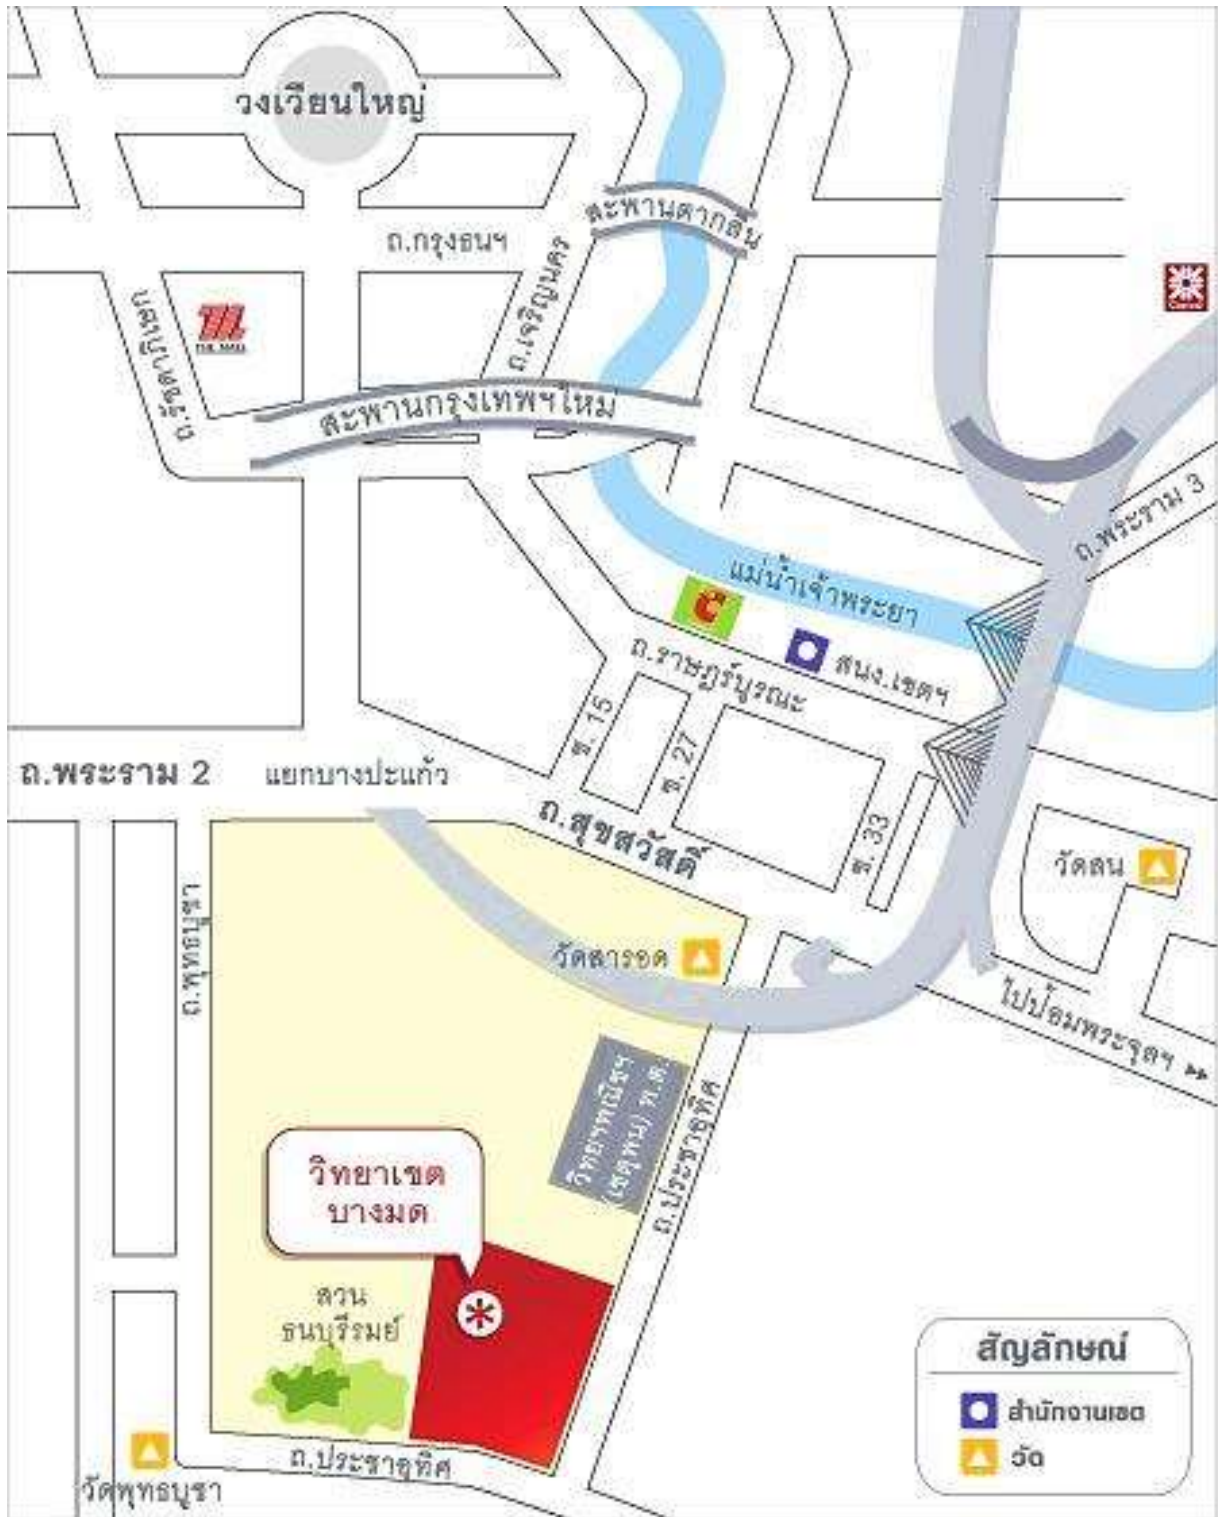 วงเวียนใหญ่
สะพานตากสิน
ถ.กรุงธนฯ
ถ.เจริญนคร
THE MALL
Central
ถ.รัชดาภิเษก
สะพานกรุงเทพฯใหม่
ถ.พระราม 3
แม่น้ำเจ้าพระยา
สนง.เขตฯ
ถ.ราษฎร์บูรณะ
ซ. 15
ซ. 27
ซ. 33
ถ.พระราม 2
แยกบางปะแก้ว
ถ.สุขสวัสดิ์
วัดสน
ถ.พุทธบูชา
วัดสารอด
ไปป้อมพระจุลฯ
วิทยาเขต
บางมด
(เชตุพน) พ.ต.
ถ.ประชาอุทิศ
สวน
ธนบุรีรมย์
ถ.ประชาอุทิศ
วัดพุทธบูชา
สัญลักษณ์
สำนักงานเขต
วัด